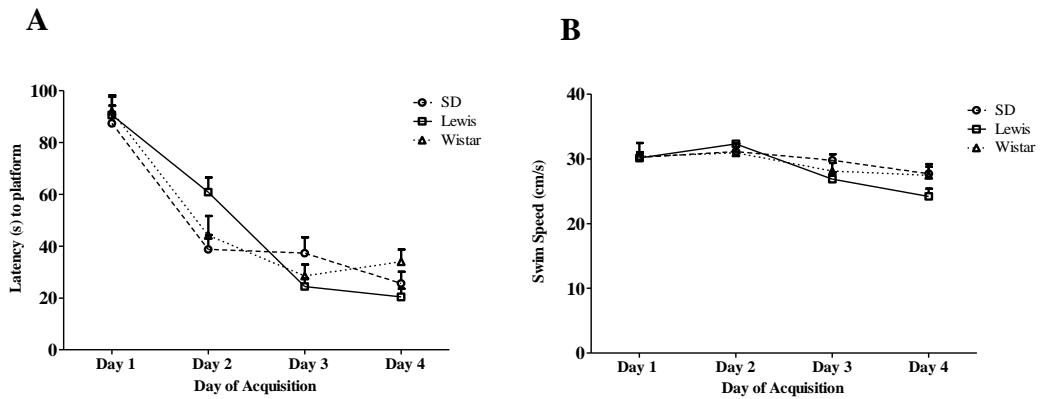 A
B
100
80
60
40
20
0
Latency (s) to platform
SD
Lewis
Wistar
Day 1 Day 2 Day 3 Day 4
Day of Acquisition
40
30
20
10
0
Swim Speed (cm/s)
SD
Lewis
Wistar
Day 1 Day 2 Day 3 Day 4
Day of Acquisition